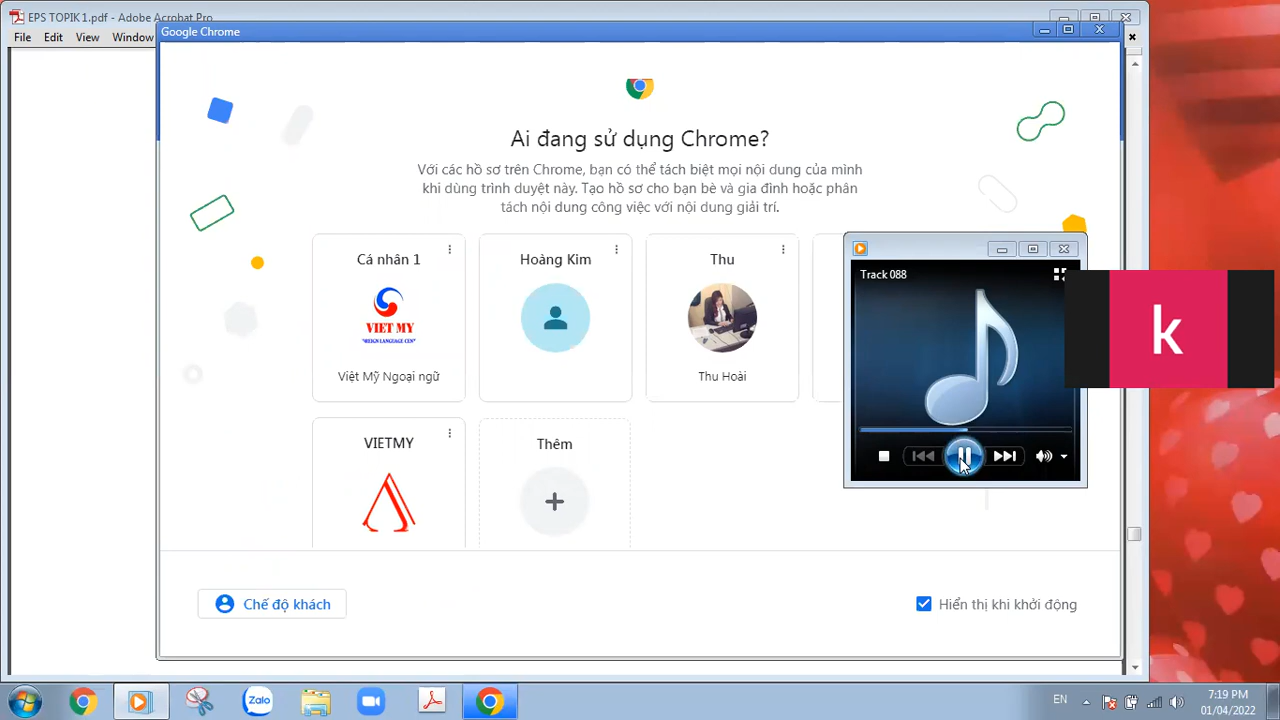 EPS TOPIK 1.pdf - Adobe Acrobat Pro
File Edit View Window
Google Chrome
Ai đang sử dụng Chrome?
Với các hồ sơ trên Chrome, bạn có thể tách biệt mọi nội dung của mình
khi dùng trình duyệt này. Tạo hồ sơ cho bạn bè và gia đình hoặc phân
tách nội dung công việc với nội dung giải trí.
Cá nhân 1
VIET MY
Việt Mỹ Ngoại ngữ
Hoàng Kim
Thu
Thu Hoài
VIETMY
Thêm
Track 088
k
Chế độ khách
Hiển thị khi khởi động
Zalo
EN
7:19 PM
01/04/2022